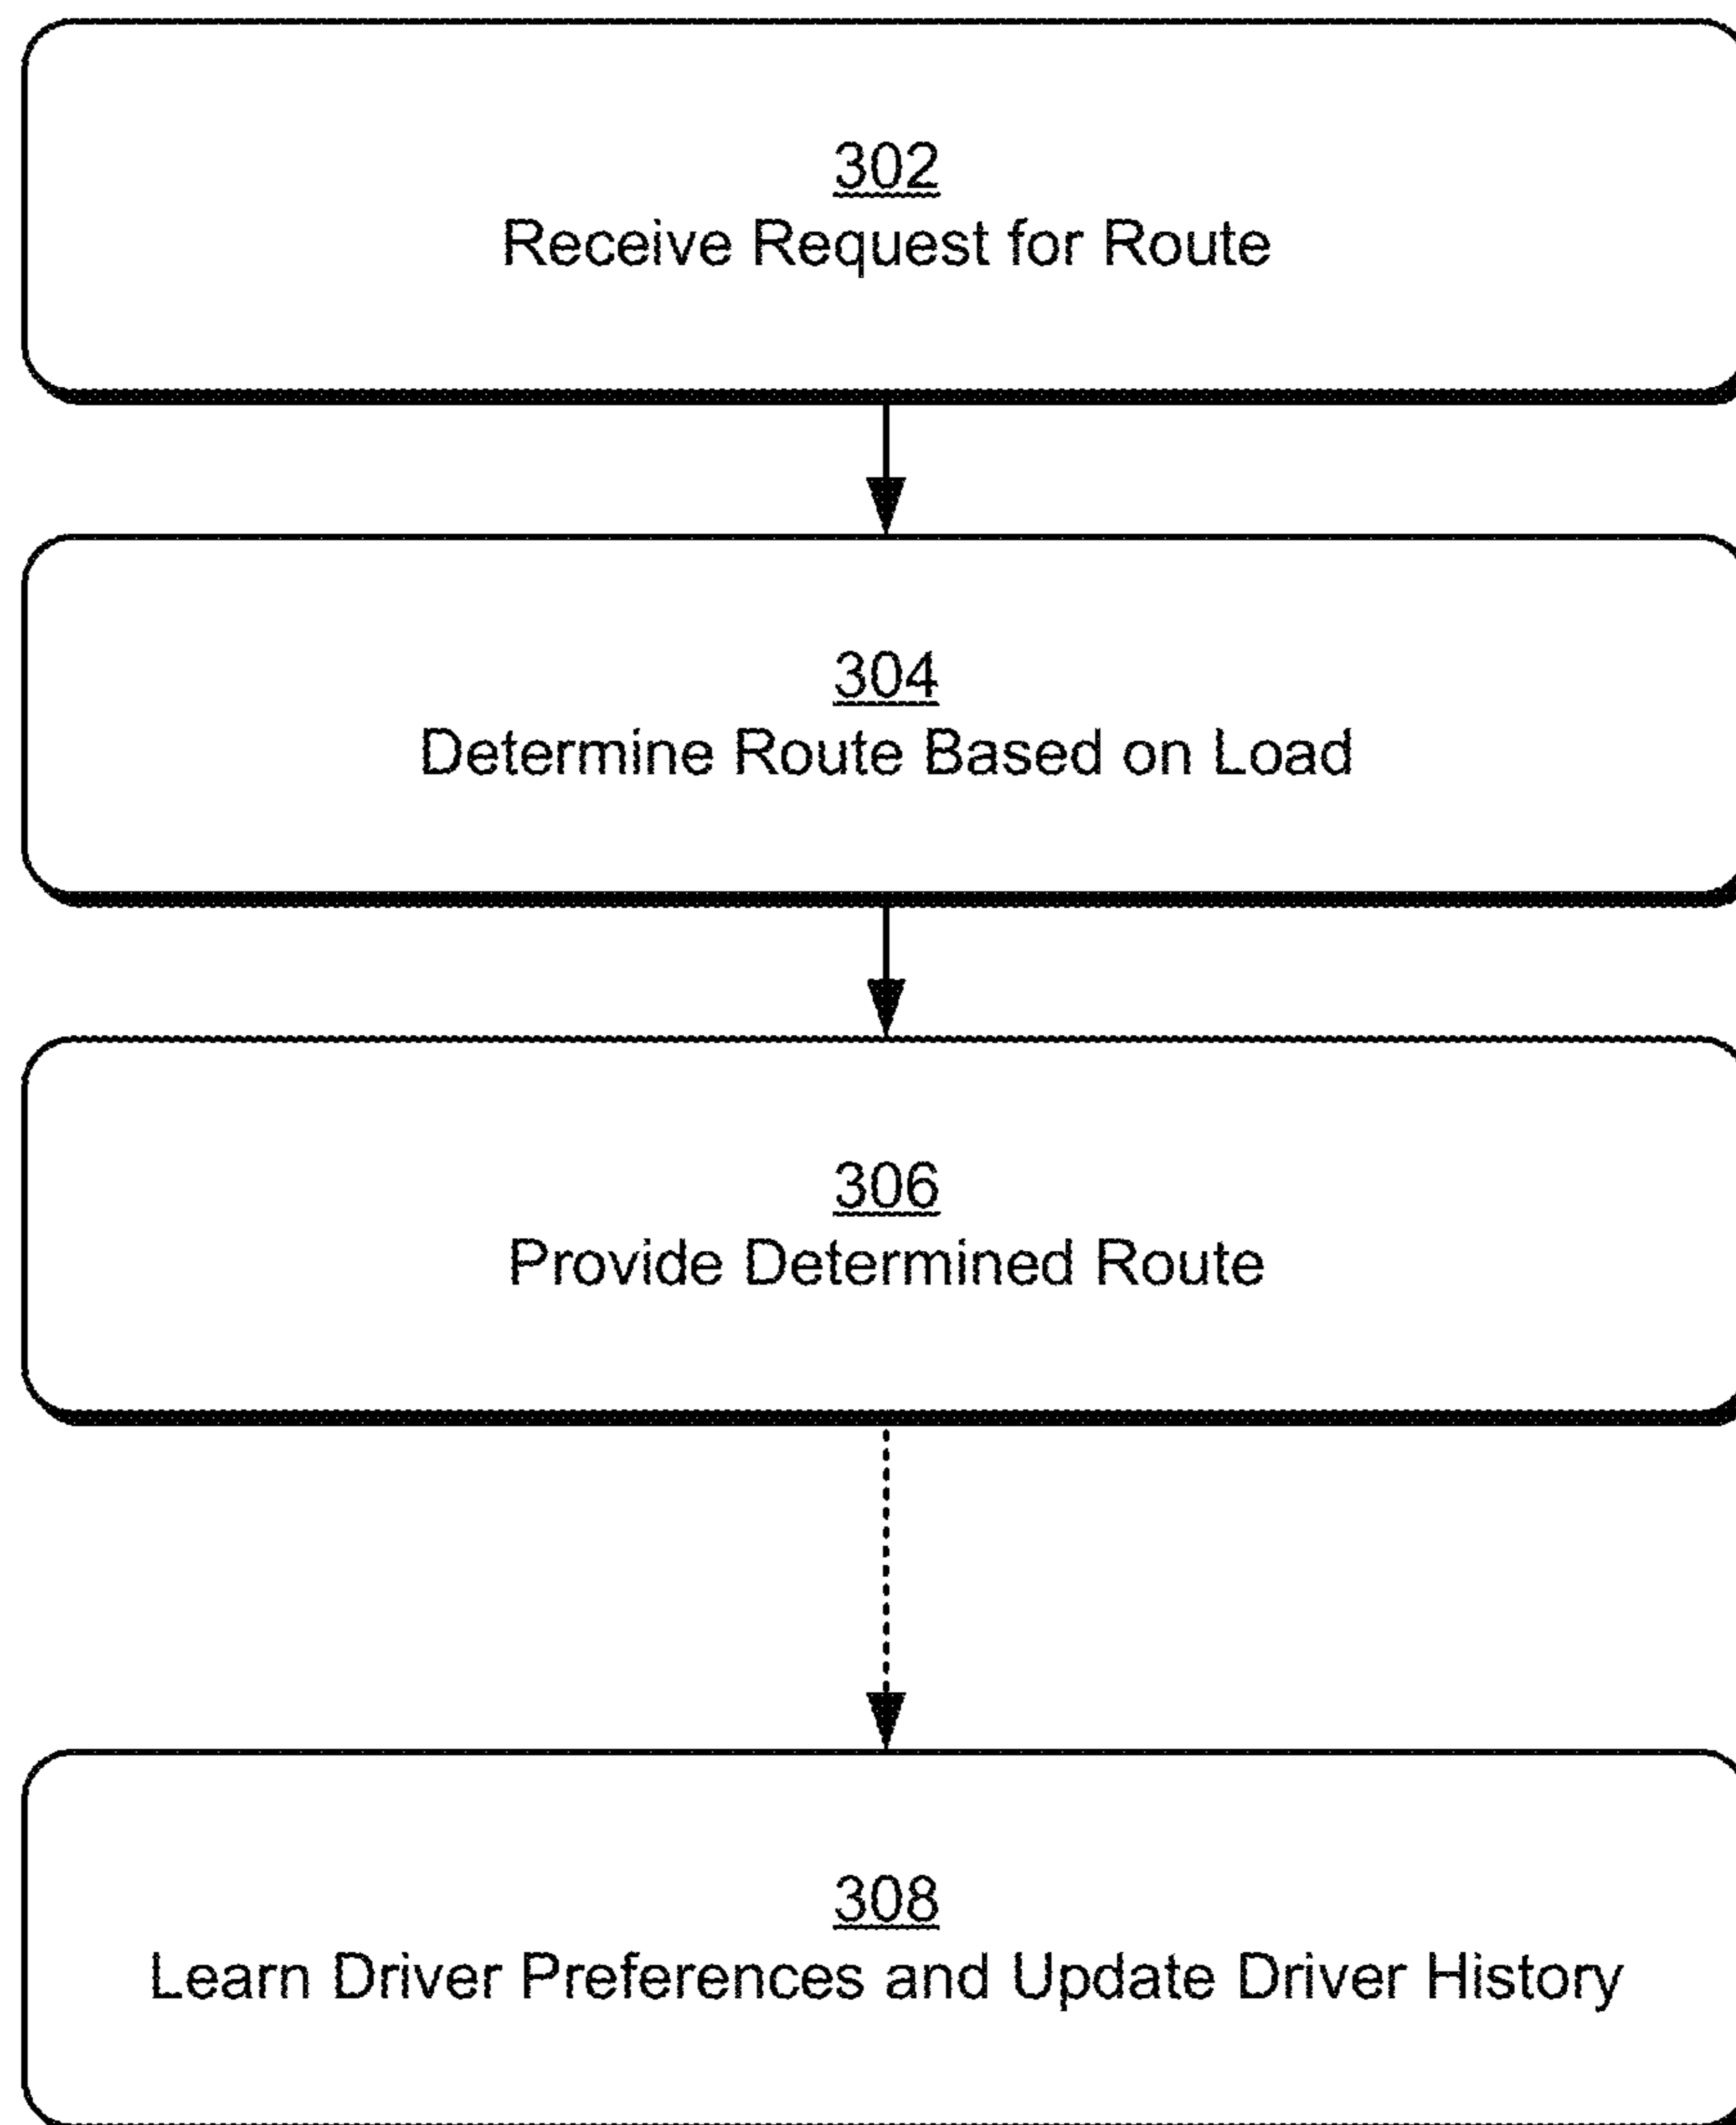 302
Receive Request for Route
304
Determine Route Based on Load
306
Provide Determined Route
308
Learn Driver Preferences and Update Driver History